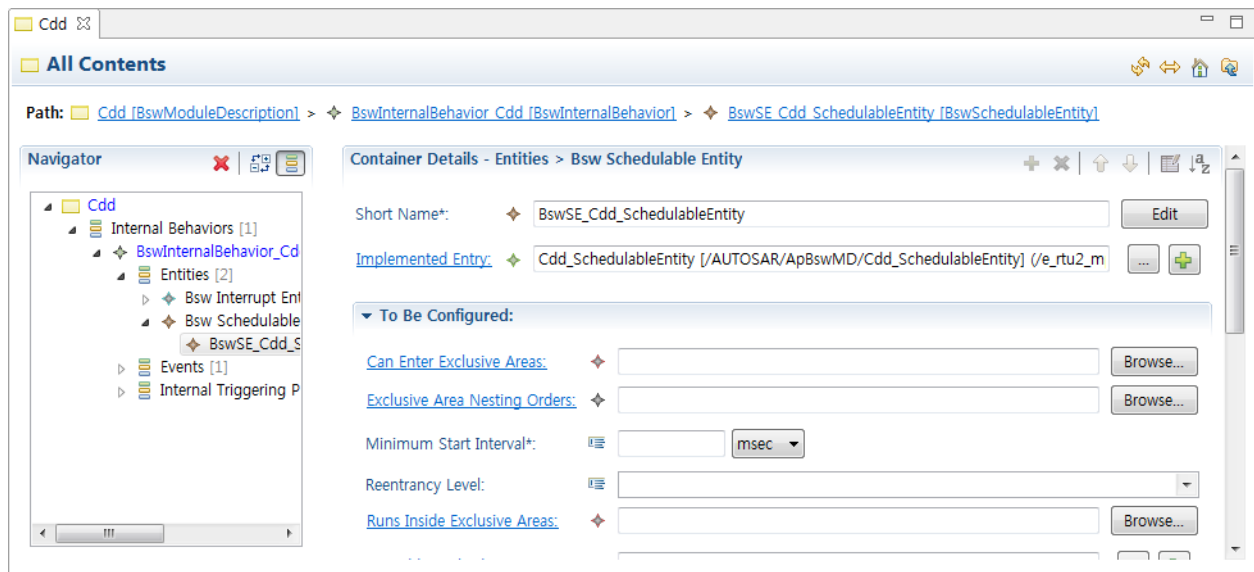 Cdd
All Contents
Path: Cdd [BswModuleDescription] > BswInternalBehavior_Cdd [BswInternalBehavior] > BswSE_Cdd_SchedulableEntity [BswSchedulableEntity]
Navigator
Cdd
Internal Behaviors [1]
BswInternalBehavior_Cd
Entities [2]
Bsw Interrupt Ent
Bsw Schedulable
BswSE_Cdd_S
Events [1]
Internal Triggering P
Container Details - Entities > Bsw Schedulable Entity
Short Name*: BswSE_Cdd_SchedulableEntity Edit
Implemented Entry: Cdd_SchedulableEntity [/AUTOSAR/ApBswMD/Cdd_SchedulableEntity] (/e_rtu2_m ...
To Be Configured:
Can Enter Exclusive Areas: Browse...
Exclusive Area Nesting Orders: Browse...
Minimum Start Interval*: msec
Reentrancy Level:
Runs Inside Exclusive Areas: Browse...